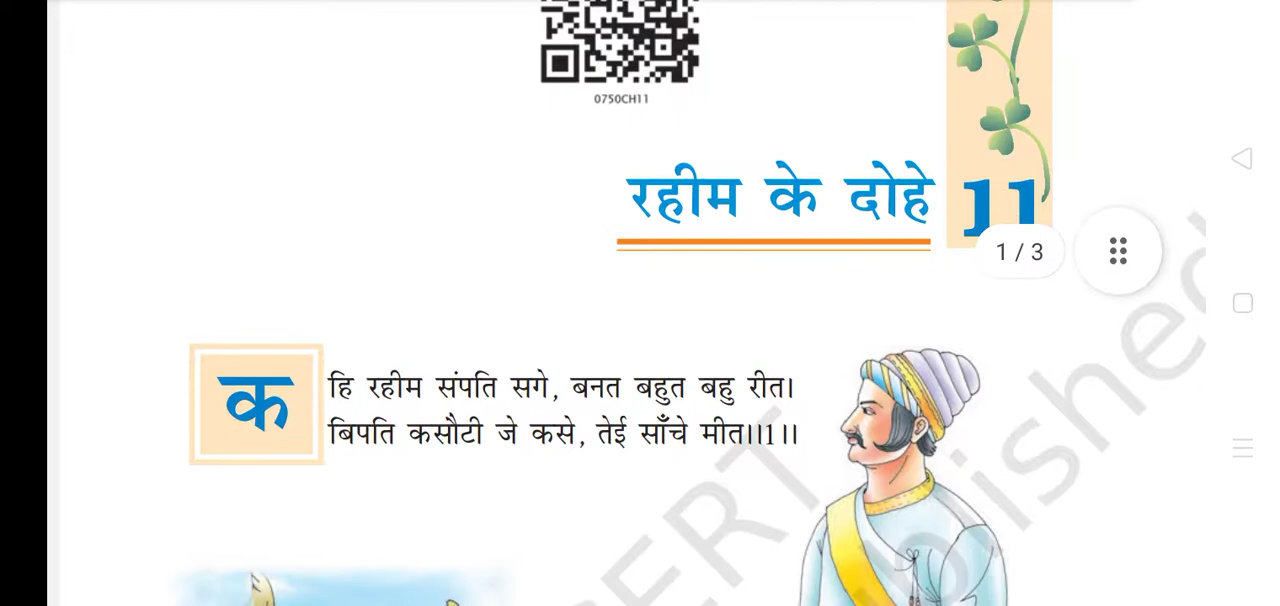 0750CH11
रहीम के दोहे 11
1 / 3
कहि रहीम संपति सगे, बनत बहुत बहु रीत।
बिपति कसौटी जे कसे, तेई साँचे मीत।।1।।